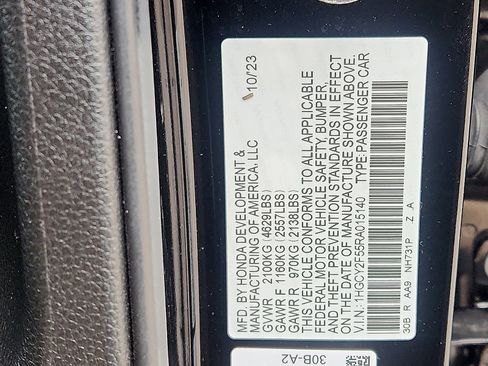 MFD. BY HONDA DEVELOPMENT & 10/23
MANUFACTURING OF AMERICA, LLC
GVWR 2100KG (4629LBS)
GAWR F 1160KG (2557LBS)
GAWR R 970KG (2138LBS)
THIS VEHICLE CONFORMS TO ALL APPLICABLE
FEDERAL MOTOR VEHICLE SAFETY, BUMPER,
AND THEFT PREVENTION STANDARDS IN EFFECT
ON THE DATE OF MANUFACTURE SHOWN ABOVE.
V.I.N.: 1HGCY2F55RA015140 TYPE: PASSENGER CAR
30B R AA9 NH731P Z A
30B-A2